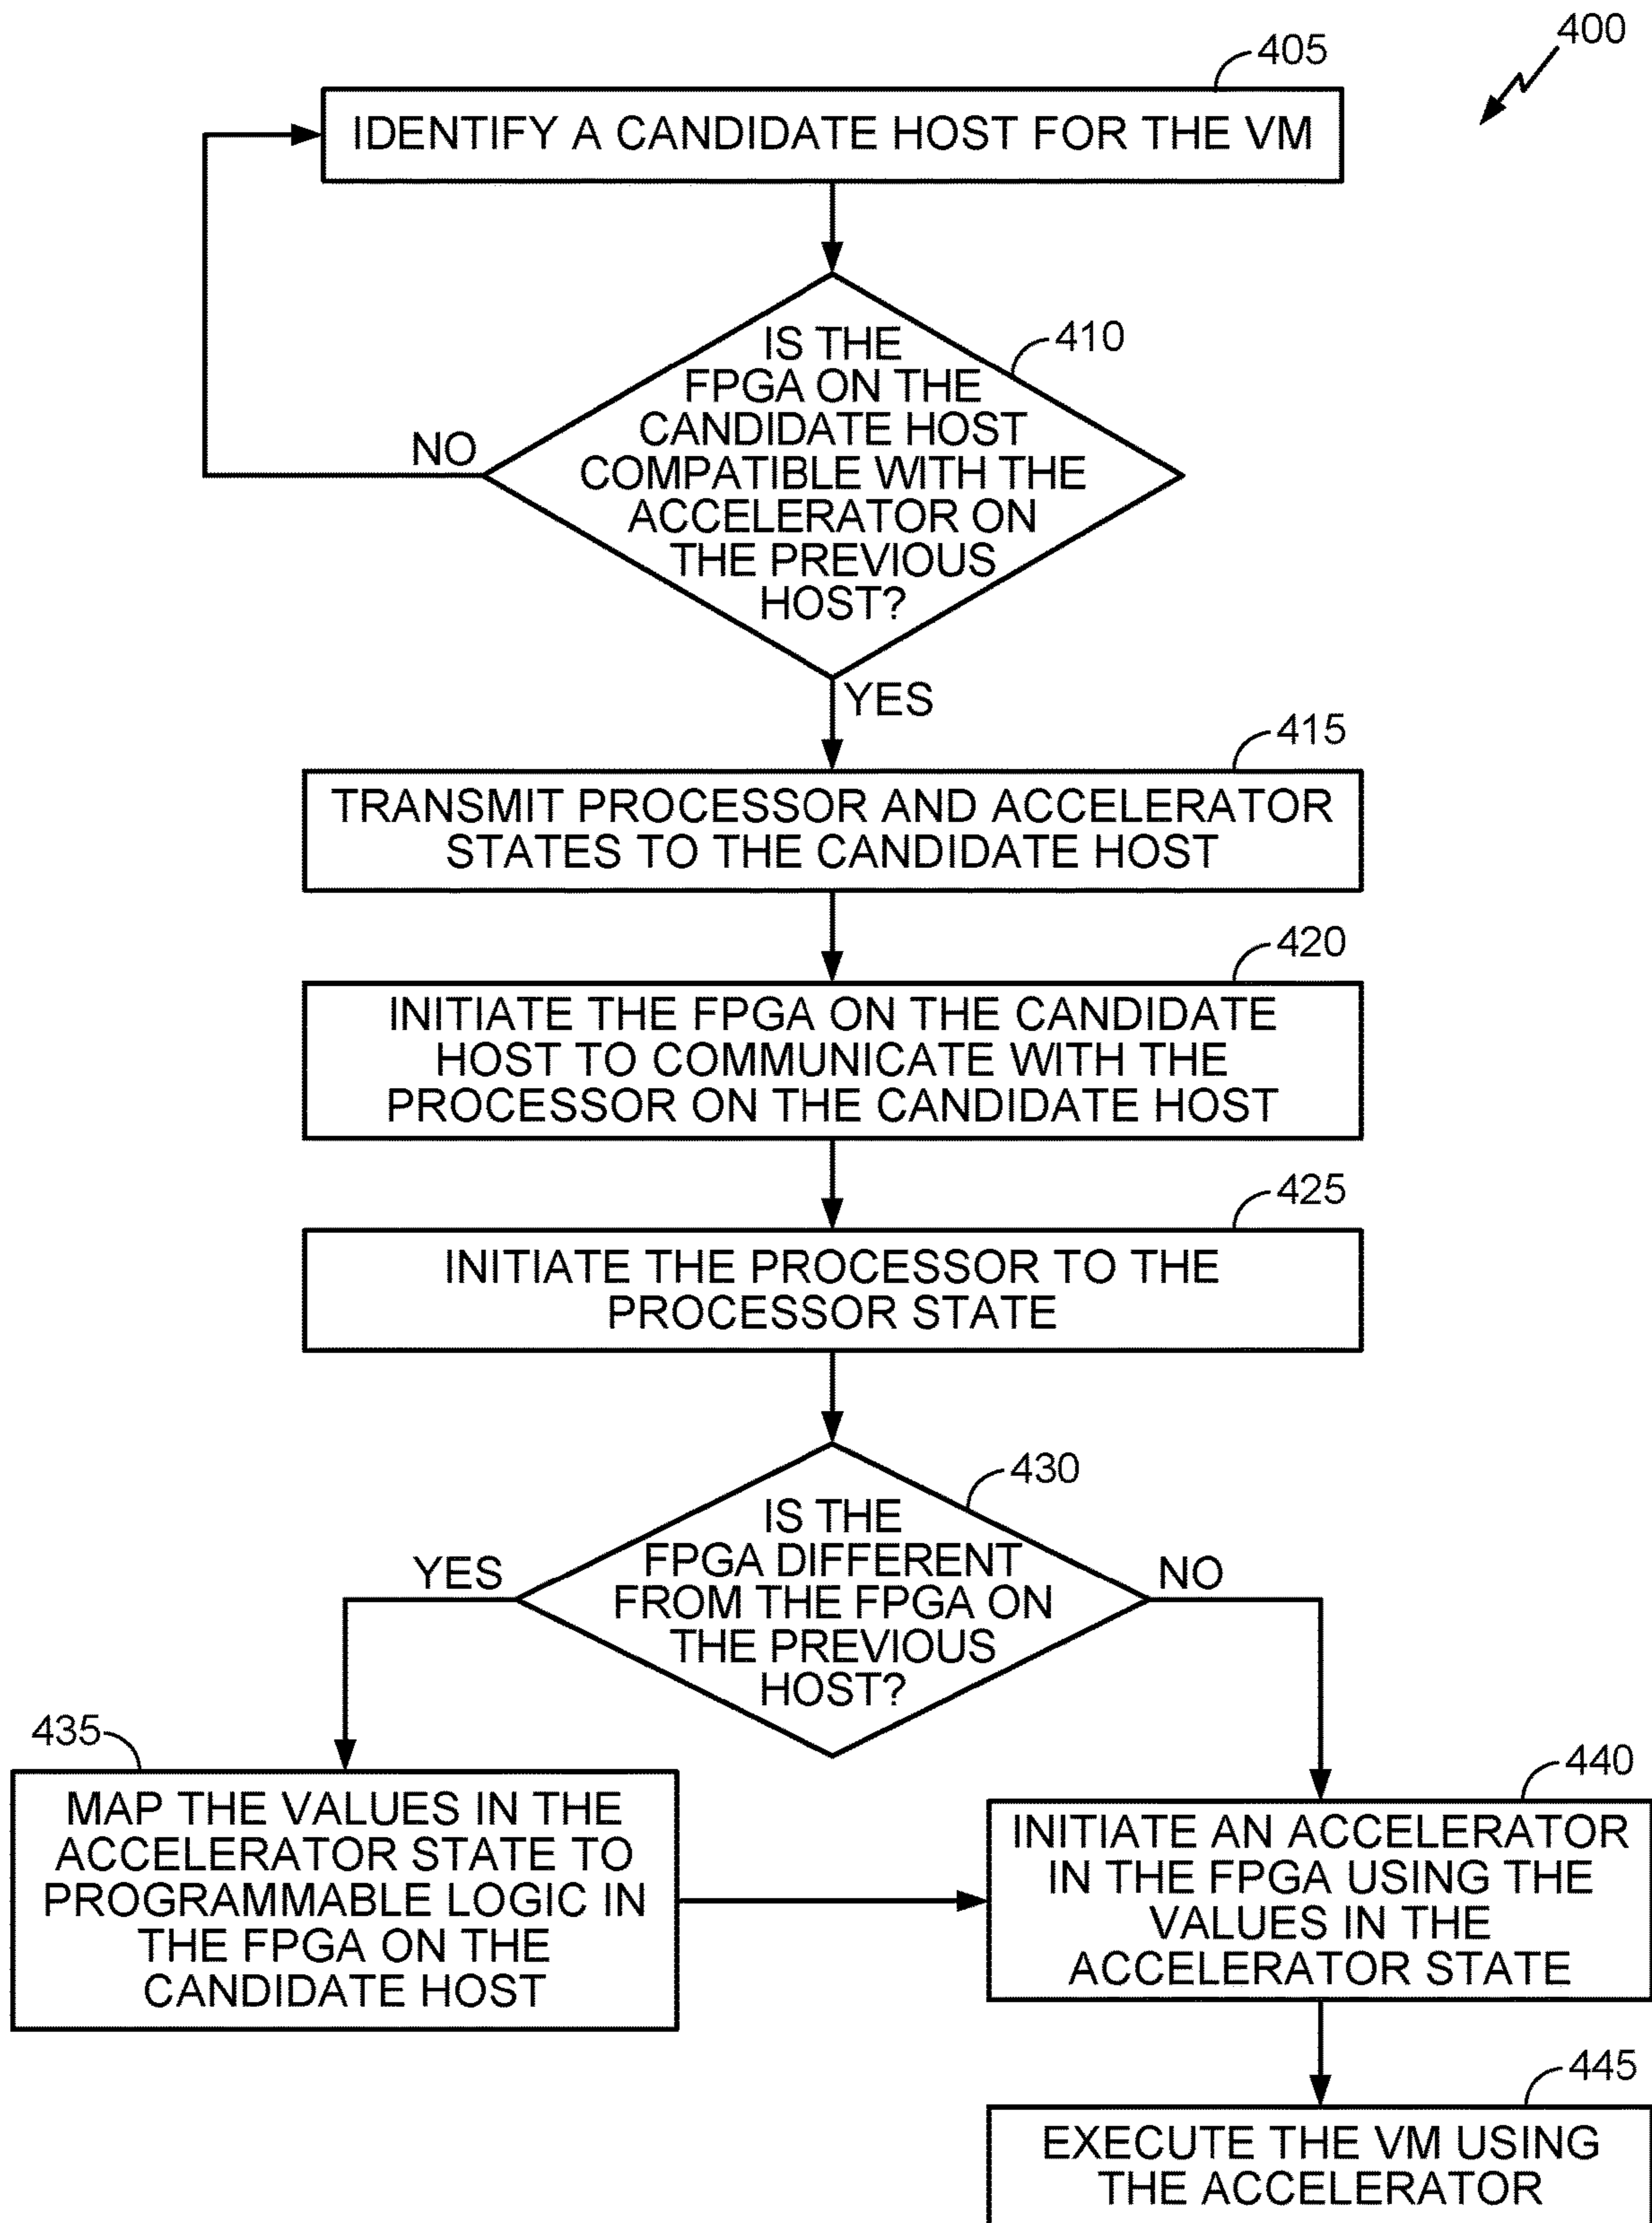 400
405
IDENTIFY A CANDIDATE HOST FOR THE VM
410
IS THE
FPGA ON THE
CANDIDATE HOST
COMPATIBLE WITH THE
ACCELERATOR ON
THE PREVIOUS
HOST?
NO
YES
415
TRANSMIT PROCESSOR AND ACCELERATOR
STATES TO THE CANDIDATE HOST
420
INITIATE THE FPGA ON THE CANDIDATE
HOST TO COMMUNICATE WITH THE
PROCESSOR ON THE CANDIDATE HOST
425
INITIATE THE PROCESSOR TO THE
PROCESSOR STATE
430
IS THE
FPGA DIFFERENT
FROM THE FPGA ON
THE PREVIOUS
HOST?
YES
NO
435
MAP THE VALUES IN THE
ACCELERATOR STATE TO
PROGRAMMABLE LOGIC IN
THE FPGA ON THE
CANDIDATE HOST
440
INITIATE AN ACCELERATOR
IN THE FPGA USING THE
VALUES IN THE
ACCELERATOR STATE
445
EXECUTE THE VM USING
THE ACCELERATOR